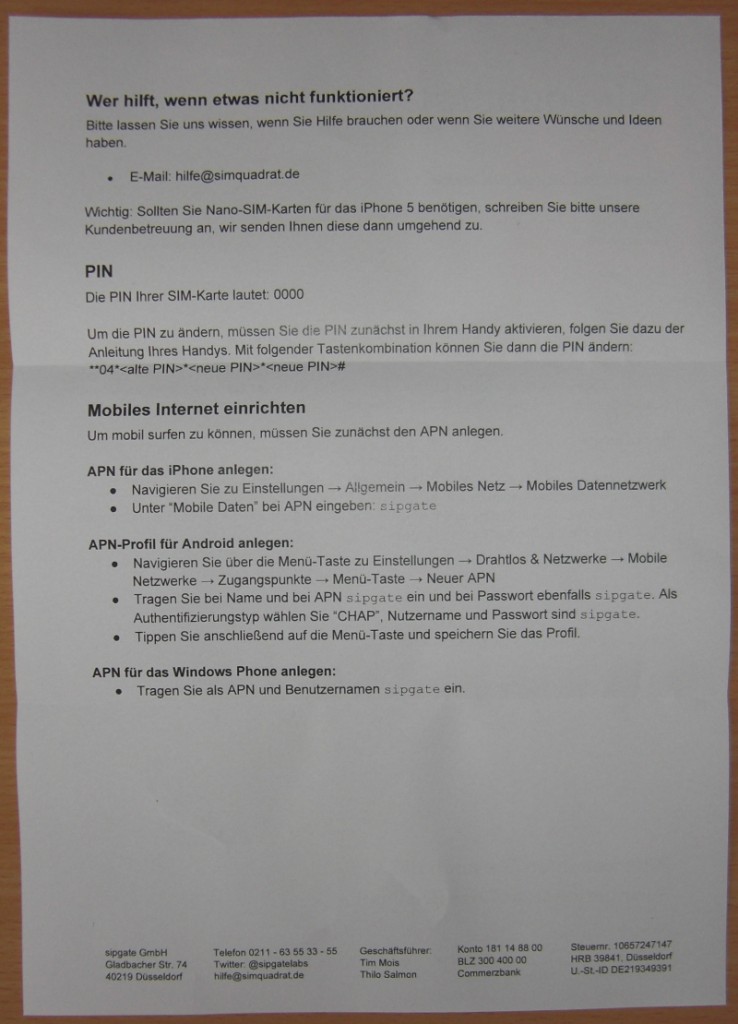 Wer hilft, wenn etwas nicht funktioniert?
Bitte lassen Sie uns wissen, wenn Sie Hilfe brauchen oder wenn Sie weitere Wünsche und Ideen
haben.
• E-Mail: hilfe@simquadrat.de
Wichtig: Sollten Sie Nano-SIM-Karten für das iPhone 5 benötigen, schreiben Sie bitte unsere
Kundenbetreuung an, wir senden Ihnen diese dann umgehend zu.
PIN
Die PIN Ihrer SIM-Karte lautet: 0000
Um die PIN zu ändern, müssen Sie die PIN zunächst in Ihrem Handy aktivieren, folgen Sie dazu der
Anleitung Ihres Handys. Mit folgender Tastenkombination können Sie dann die PIN ändern:
**04*<alte PIN>*<neue PIN>*<neue PIN>#
Mobiles Internet einrichten
Um mobil surfen zu können, müssen Sie zunächst den APN anlegen.
APN für das iPhone anlegen:
• Navigieren Sie zu Einstellungen → Allgemein → Mobiles Netz → Mobiles Datennetzwerk
• Unter “Mobile Daten” bei APN eingeben: sipgate
APN-Profil für Android anlegen:
• Navigieren Sie über die Menü-Taste zu Einstellungen → Drahtlos & Netzwerke → Mobile
Netzwerke → Zugangspunkte → Menü-Taste → Neuer APN
• Tragen Sie bei Name und bei APN sipgate ein und bei Passwort ebenfalls sipgate. Als
Authentifizierungstyp wählen Sie “CHAP”, Nutzername und Passwort sind sipgate.
• Tippen Sie anschließend auf die Menü-Taste und speichern Sie das Profil.
APN für das Windows Phone anlegen:
• Tragen Sie als APN und Benutzernamen sipgate ein.
sipgate GmbH
Gladbacher Str. 74
40219 Düsseldorf
Telefon 0211 - 63 55 33 - 55
Twitter: @sipgatelabs
hilfe@simquadrat.de
Geschäftsführer:
Tim Mois
Thilo Salmon
Konto 181 14 88 00
BLZ 300 400 00
Commerzbank
Steuernr. 10657247147
HRB 39841, Düsseldorf
U.-St.-ID DE219349391